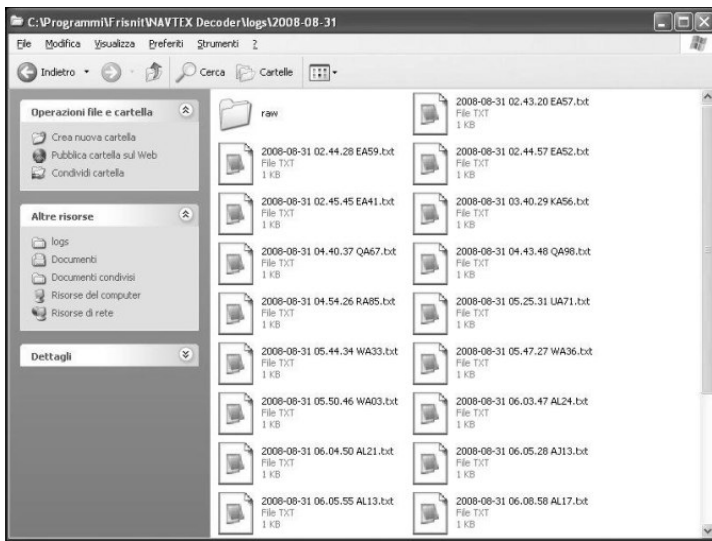 C:\Programmi\Frisnit\NAVTEX Decoder\logs\2008-08-31
File Modifica Visualizza Preferiti Strumenti ?
Indietro Cerca Cartelle
Operazioni file e cartella
Crea nuova cartella
Pubblica cartella sul Web
Condividi cartella
Altre risorse
logs
Documenti
Documenti condivisi
Risorse del computer
Risorse di rete
Dettagli
raw
2008-08-31 02.43.20 EA57.txt
File TXT
1 KB
2008-08-31 02.44.28 EA59.txt
File TXT
1 KB
2008-08-31 02.44.57 EA52.txt
File TXT
1 KB
2008-08-31 02.45.45 EA41.txt
File TXT
1 KB
2008-08-31 03.40.29 KA56.txt
File TXT
1 KB
2008-08-31 04.40.37 QA67.txt
File TXT
1 KB
2008-08-31 04.43.48 QA98.txt
File TXT
1 KB
2008-08-31 04.54.26 RA85.txt
File TXT
1 KB
2008-08-31 05.25.31 UA71.txt
File TXT
1 KB
2008-08-31 05.44.34 WA33.txt
File TXT
1 KB
2008-08-31 05.47.27 WA36.txt
File TXT
1 KB
2008-08-31 05.50.46 WA03.txt
File TXT
1 KB
2008-08-31 06.03.47 AL24.txt
File TXT
1 KB
2008-08-31 06.04.50 AL21.txt
File TXT
1 KB
2008-08-31 06.05.28 AJ13.txt
File TXT
1 KB
2008-08-31 06.05.55 AL13.txt
File TXT
1 KB
2008-08-31 06.08.58 AL17.txt
File TXT
1 KB